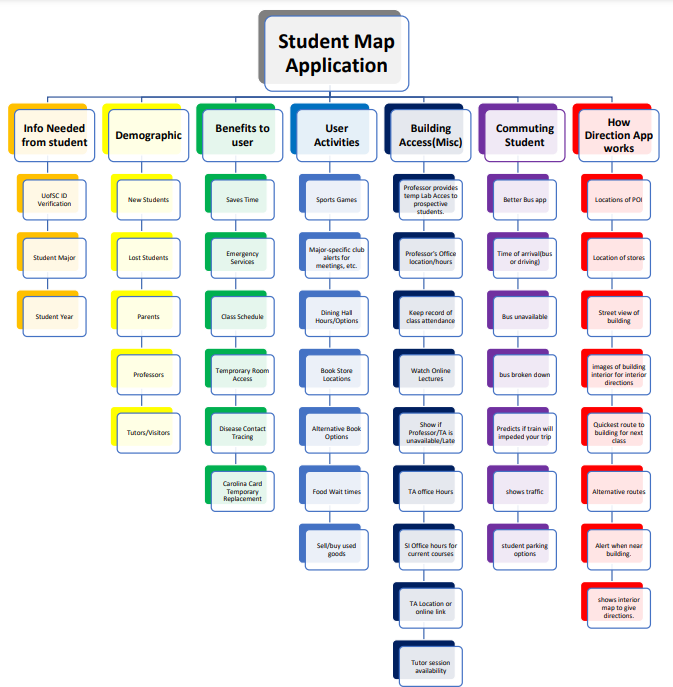 Student Map
Application
Info Needed
from student
Demographic
Benefits to
user
User
Activities
Building
Access(Misc)
Commuting
Student
How
Direction App
works
UofSC ID
Verification
Student Major
Student Year
New Students
Lost Students
Parents
Professors
Tutors/Visitors
Saves Time
Emergency
Services
Class Schedule
Temprorary Room
Access
Disease Contact
Tracing
Carolina Card
Temporary
Replacement
Sports Games
Major-specific club
alerts for
meetings, etc.
Dining Hall
Hours/Options
Book Store
Locations
Alternative Book
Options
Food Wait times
Sell/buy used
goods
Professor provides
temp Lab Acces to
prospective
students.
Professor's Office
location/hours
Keep record of
class attendance
Watch Online
Lectures
Show if
Professor/TA is
unavailable/Late
TA office Hours
SI Office hours for
current courses
TA Location or
online link
Tutor session
availability
Better Bus app
Time of arrival(bus
or driving)
Bus unavailable
bus broken down
Predicts if train will
impeded your trip
shows traffic
student parking
options
Locations of POI
Location of stores
Street view of
building
images of building
interior for interior
directions
Quickest route to
building for next
class
Alternative routes
Alert when near
building.
shows interior
map to give
directions.